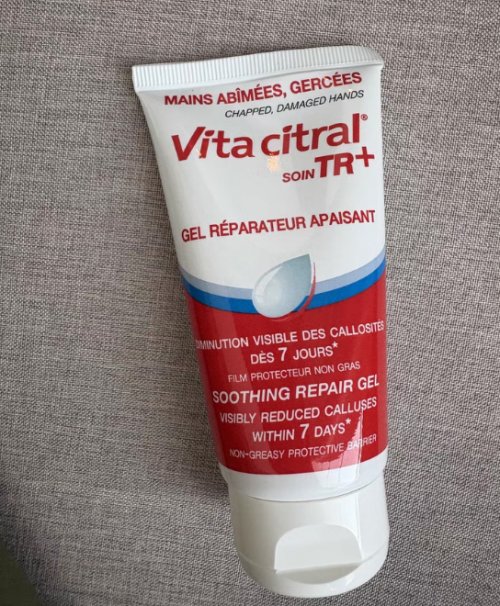 MAINS ABÎMÉES, GERCÉES
CHAPPED, DAMAGED HANDS
Vita citral®
SOIN TR+
GEL RÉPARATEUR APAISANT
DIMINUTION VISIBLE DES CALLOSITÉS
DÈS 7 JOURS*
FILM PROTECTEUR NON GRAS
SOOTHING REPAIR GEL
VISIBLY REDUCED CALLUSES
WITHIN 7 DAYS*
NON-GREASY PROTECTIVE BARRIER